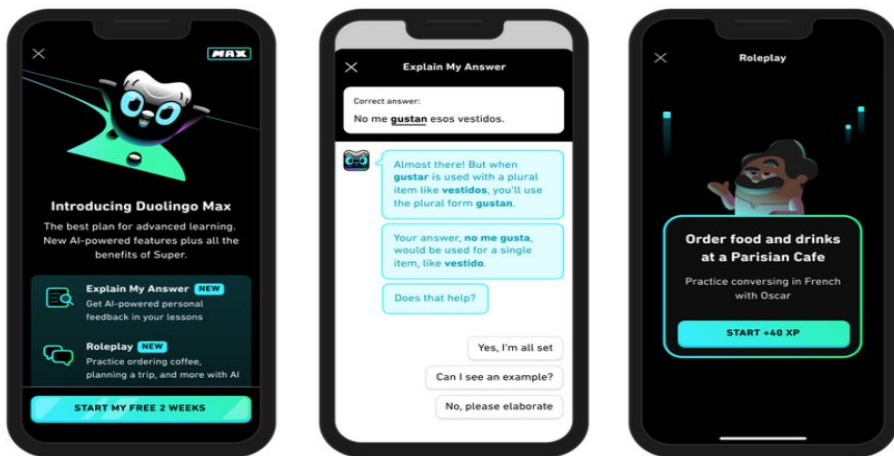 MAX
Introducing Duolingo Max
The best plan for advanced learning.
New AI-powered features plus all the
benefits of Super.
Explain My Answer NEW
Get AI-powered personal
feedback in your lessons
Roleplay NEW
Practice ordering coffee,
planning a trip, and more with AI
START MY FREE 2 WEEKS
Explain My Answer
Correct answer:
No me gustan esos vestidos.
Almost there! But when
gustar is used with a plural
item like vestidos, you'll use
the plural form gustan.
Your answer, no me gusta,
would be used for a single
item, like vestido.
Does that help?
Yes, I'm all set
Can I see an example?
No, please elaborate
Roleplay
Order food and drinks
at a Parisian Cafe
Practice conversing in French
with Oscar
START +40 XP